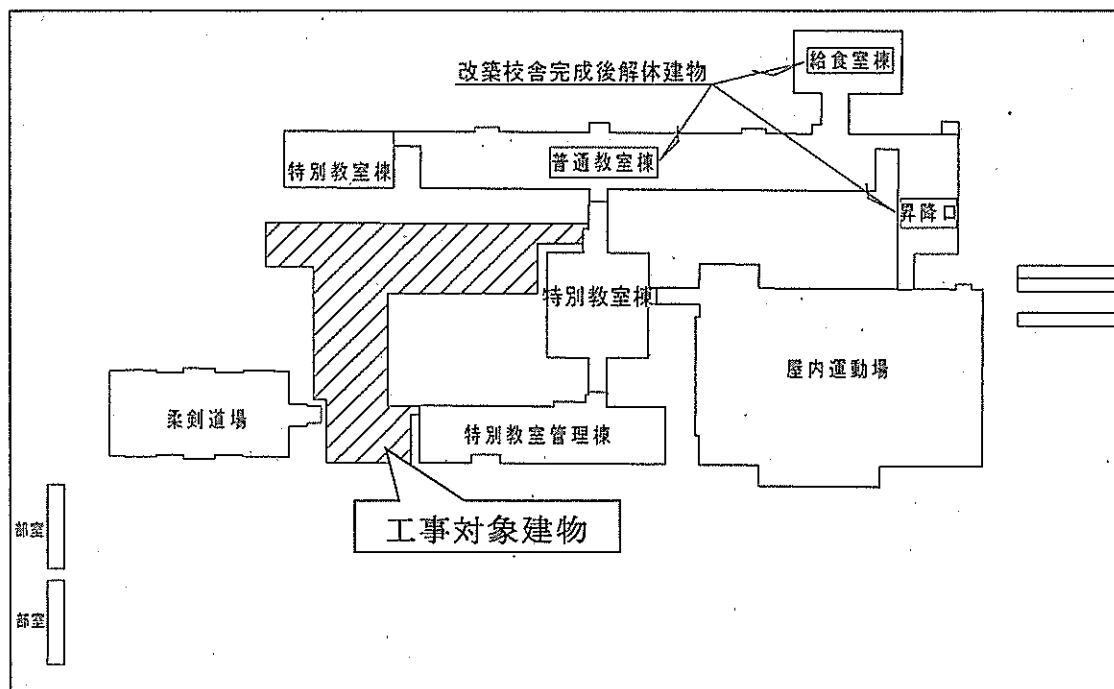 給食室棟
改築校舎完成後解体建物
普通教室棟
特別教室棟
昇降口
特別教室棟
屋内運動場
柔剣道場
特別教室管理棟
工事対象建物
部室
部室